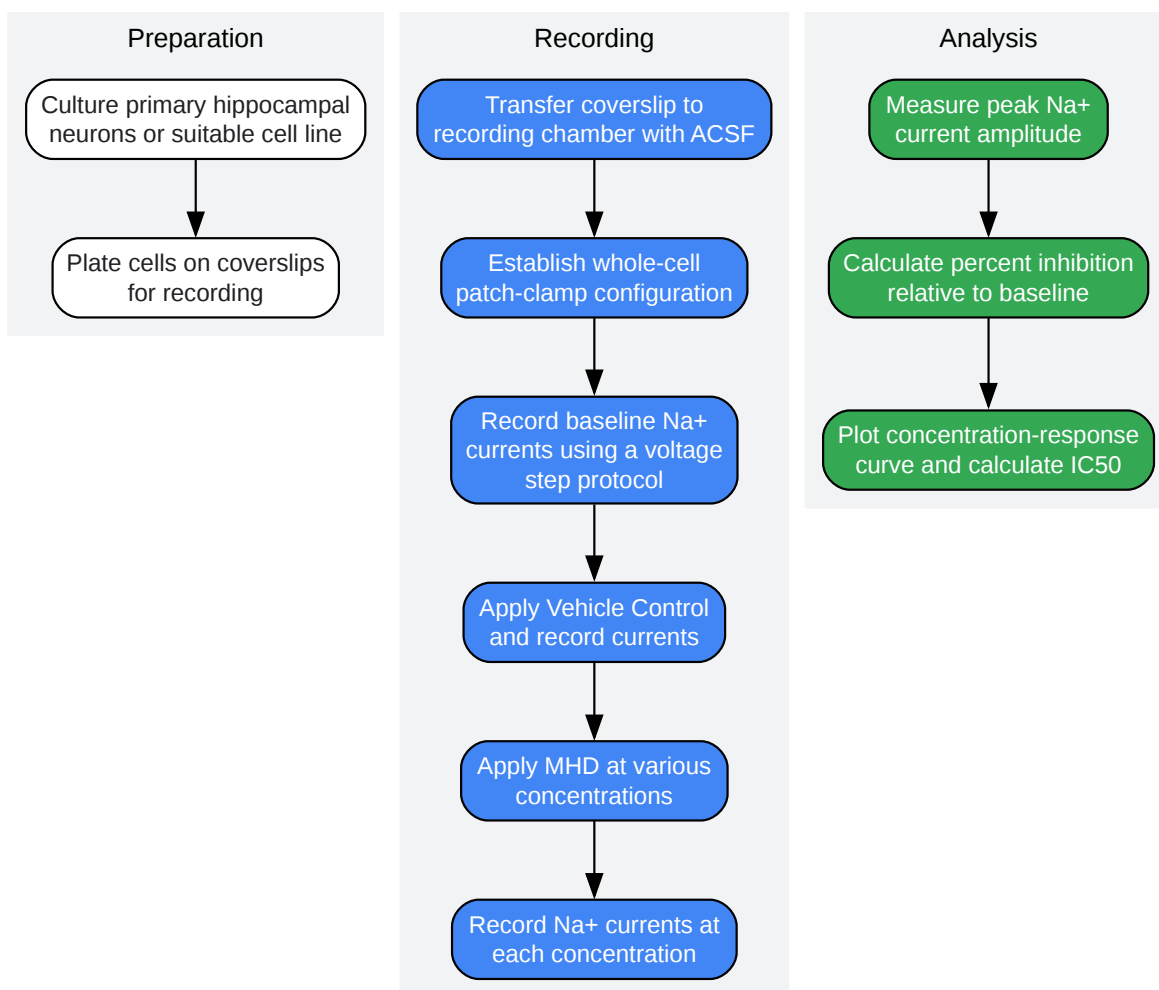 Preparation
Culture primary hippocampal
neurons or suitable cell line
Plate cells on coverslips
for recording
Recording
Transfer coverslip to
recording chamber with ACSF
Establish whole-cell
patch-clamp configuration
Record baseline Na+
currents using a voltage
step protocol
Apply Vehicle Control
and record currents
Apply MHD at various
concentrations
Record Na+ currents at
each concentration
Analysis
Measure peak Na+
current amplitude
Calculate percent inhibition
relative to baseline
Plot concentration-response
curve and calculate IC50